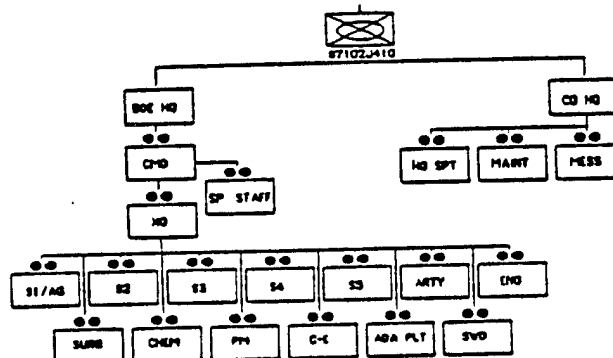 87102J410
BDE HQ
CO HQ
CMD
HQ SPT
MAINT
MESS
SP STAFF
XO
S1/AG
S2
S3
S4
S5
ARTY
ENG
SURG
CHEM
PM
C-E
ADA PLT
SWO